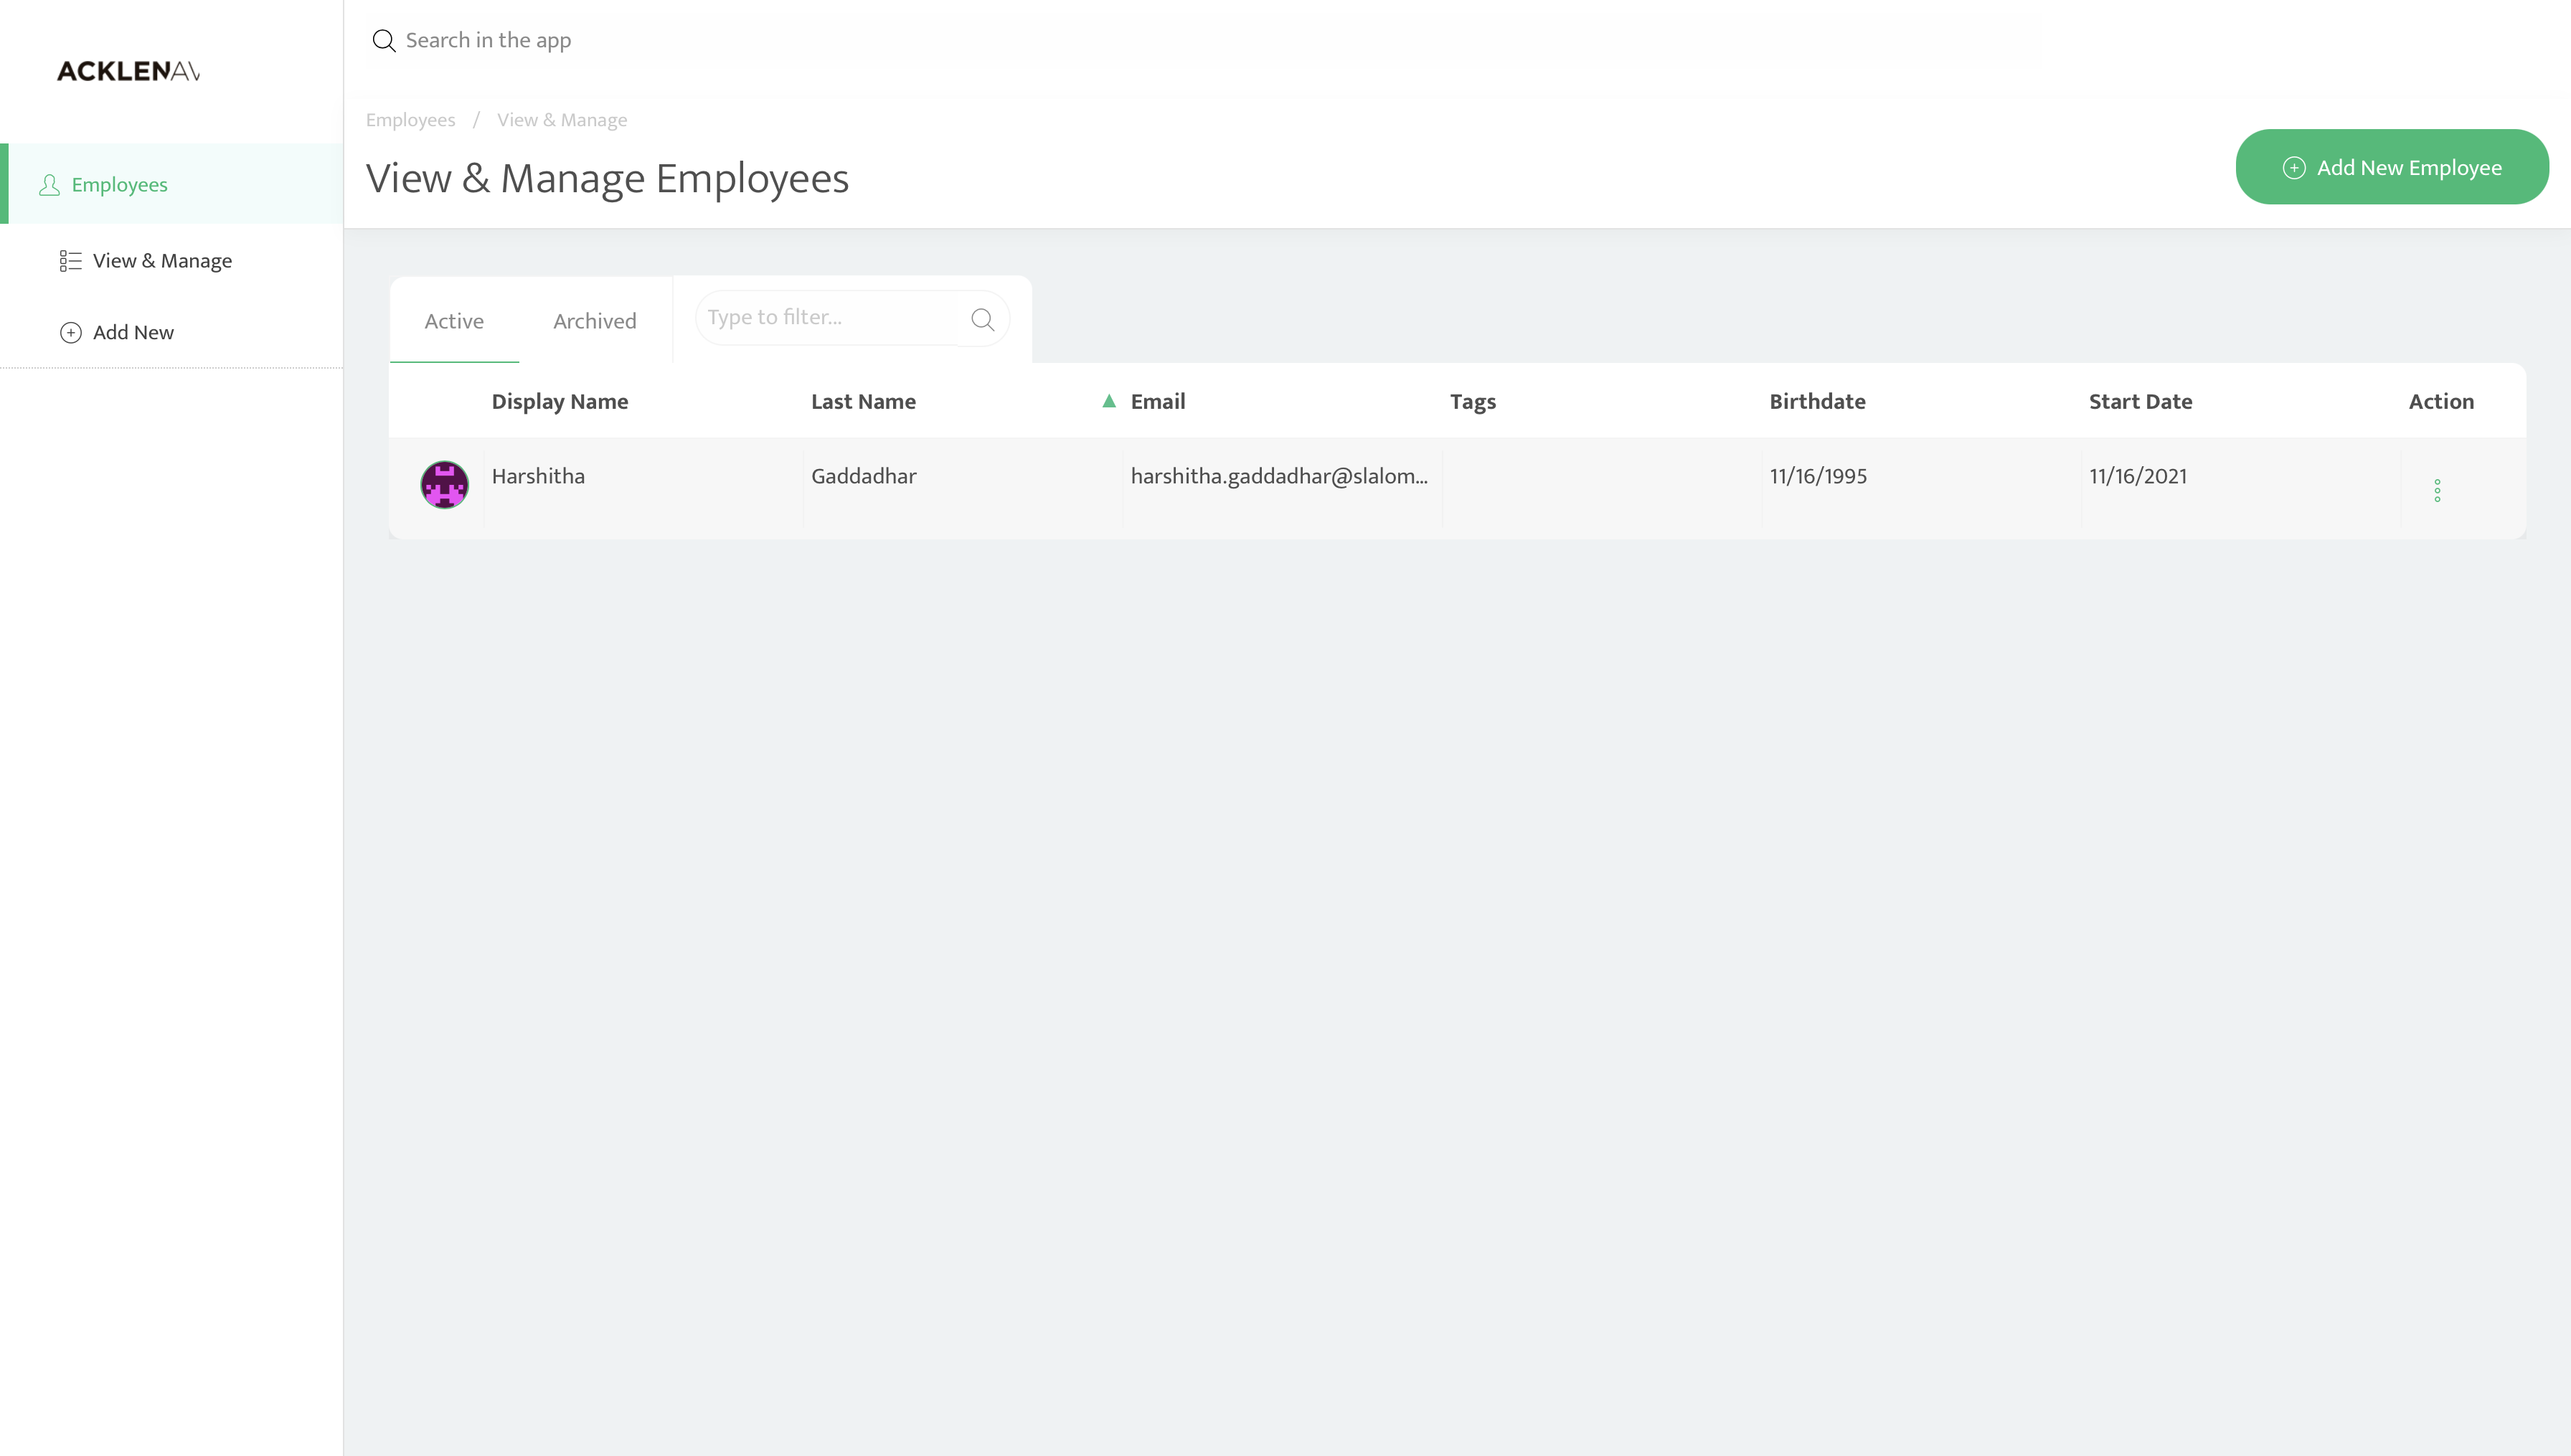 ACKLENAV
Search in the app
Employees / View & Manage
View & Manage Employees
Add New Employee
Employees
View & Manage
Add New
Active Archived Type to filter...
Display Name Last Name ▲ Email Tags Birthdate Start Date Action
Harshitha Gaddadhar harshitha.gaddadhar@slalom... 11/16/1995 11/16/2021